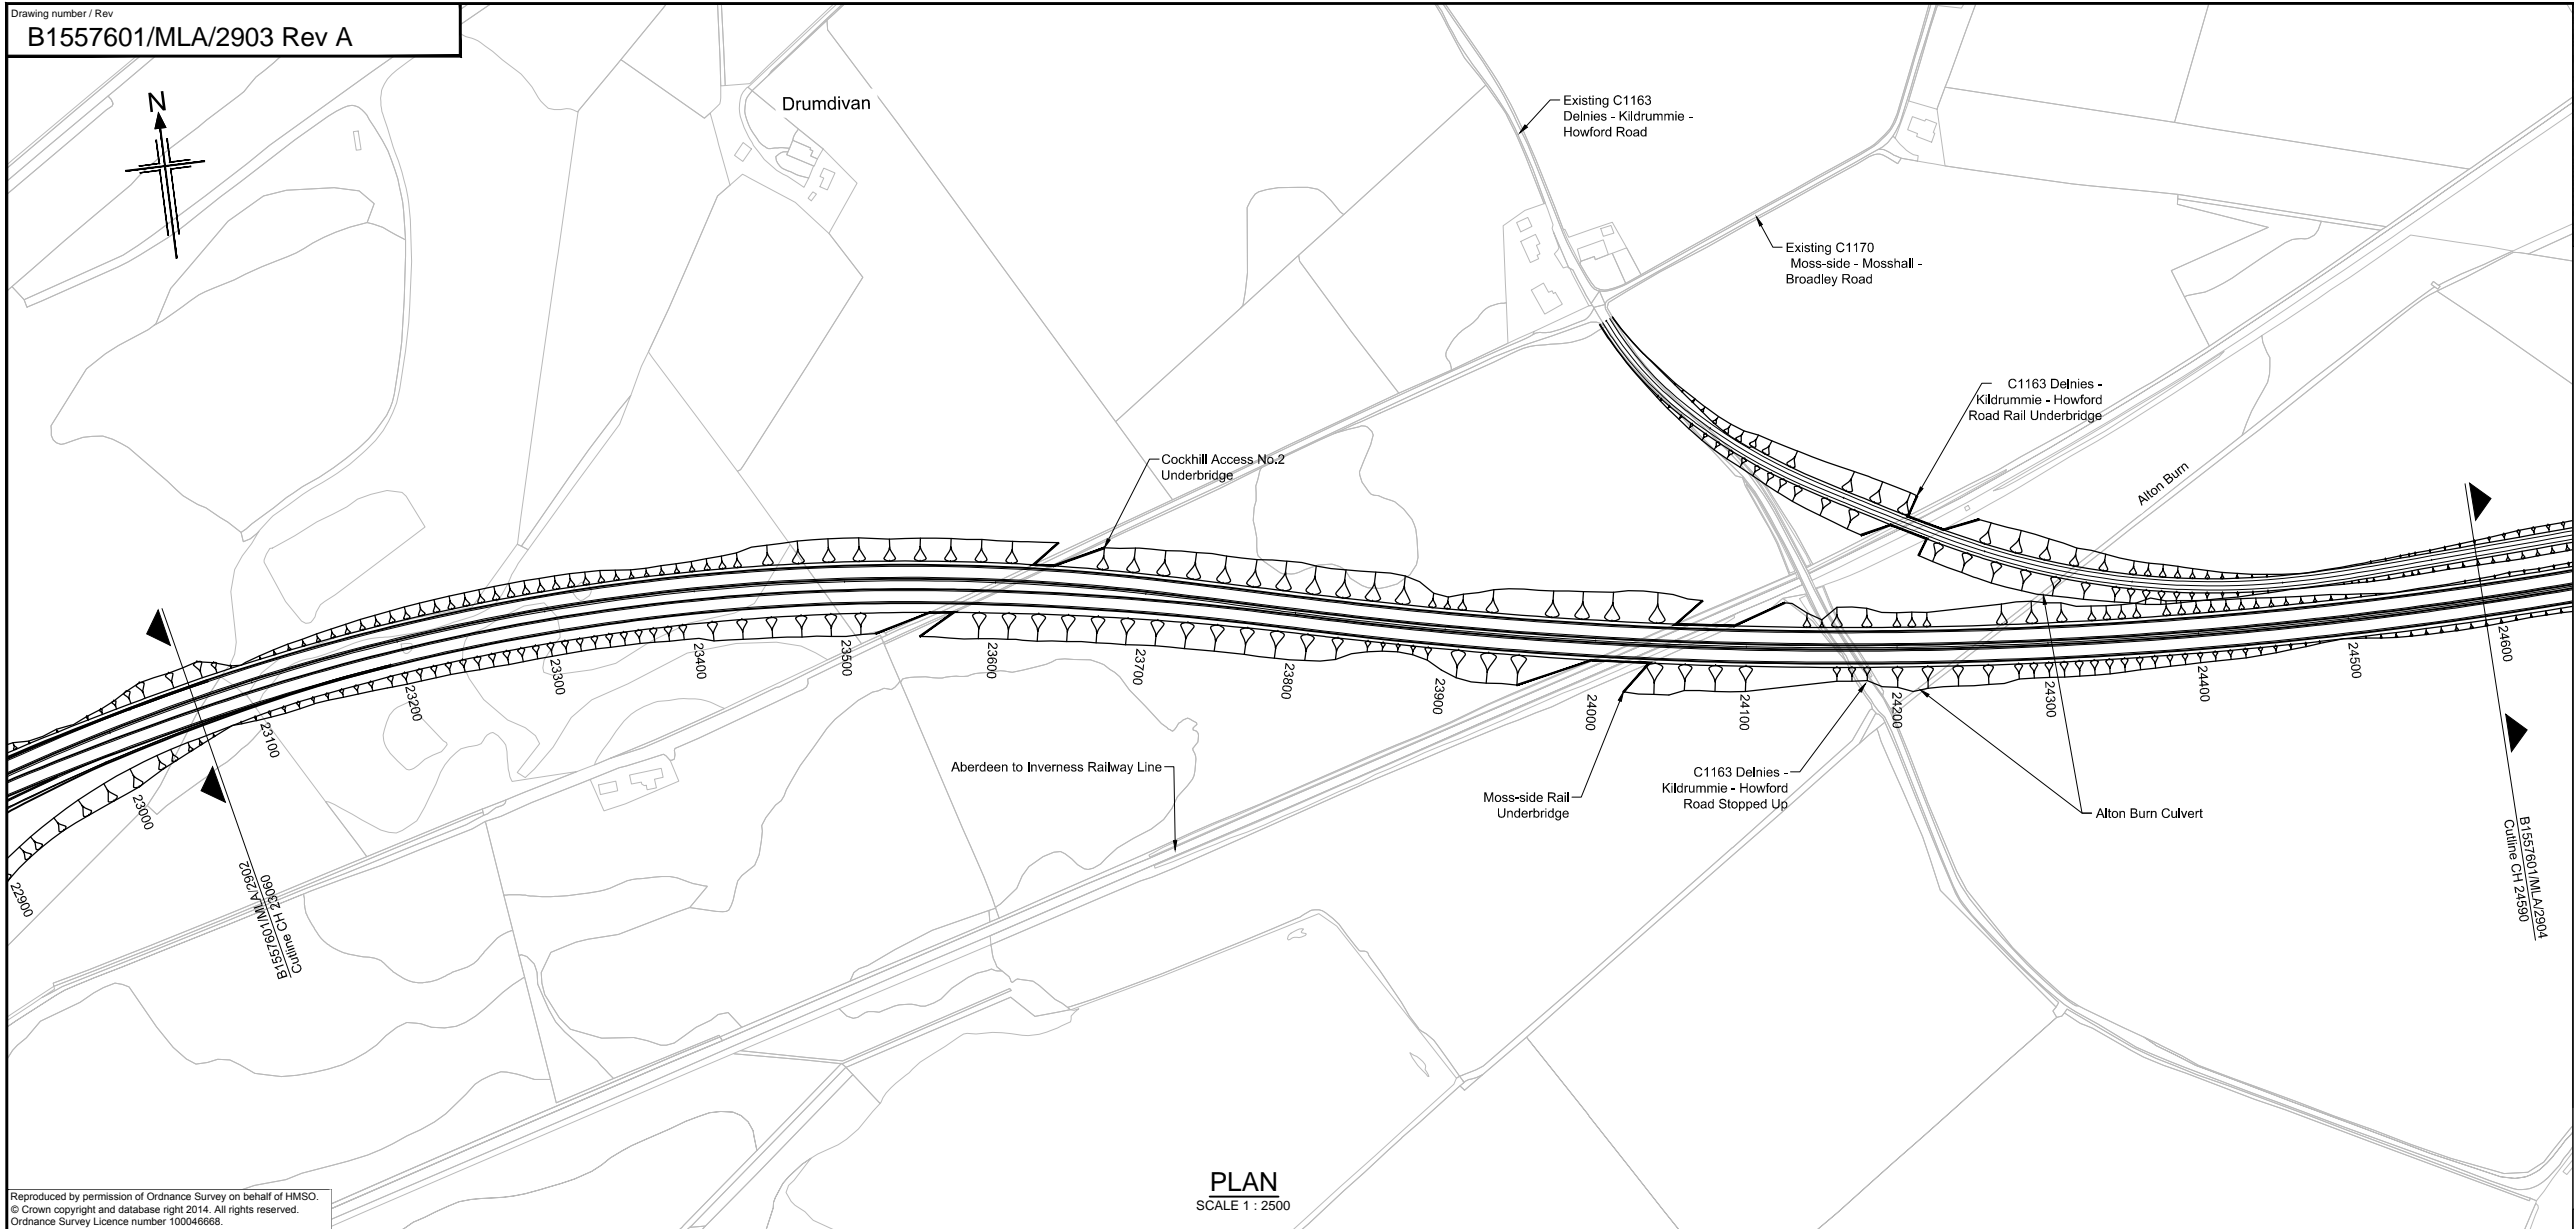 Drawing number / Rev
B1557601/MLA/2903 Rev A
N
Drumdivan
Existing C1163
Delnies - Kildrummie -
Howford Road
Existing C1170
Moss-side - Mosshall -
Broadley Road
C1163 Delnies -
Kildrummie - Howford
Road Rail Underbridge
Cockhill Access No.2
Underbridge
Alton Burn
22900
23000
23100
23200
23300
23400
23500
23600
23700
23800
23900
24000
24100
24200
24300
24400
24500
24600
Aberdeen to Inverness Railway Line
Moss-side Rail
Underbridge
C1163 Delnies -
Kildrummie - Howford
Road Stopped Up
Alton Burn Culvert
B1557601/MLA/2902
Cutline CH 23060
B1557601/MLA/2904
Cutline CH 24590
PLAN
SCALE 1 : 2500
Reproduced by permission of Ordnance Survey on behalf of HMSO.
© Crown copyright and database right 2014. All rights reserved.
Ordnance Survey Licence number 100046668.